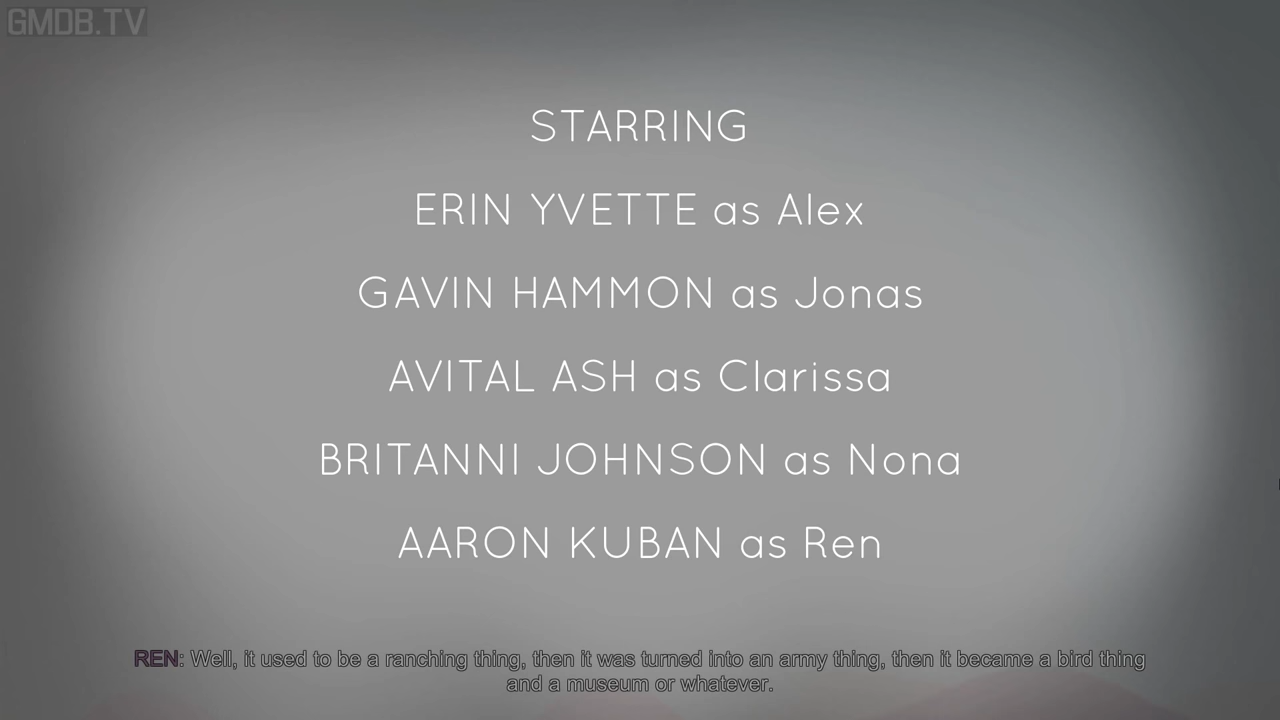 GMDB.TV
STARRING
ERIN YVETTE as Alex
GAVIN HAMMON as Jonas
AVITAL ASH as Clarissa
BRITANNI JOHNSON as Nona
AARON KUBAN as Ren
REN: Well, it used to be a ranching thing, then it was turned into an army thing, then it became a bird thing
and a museum or whatever.